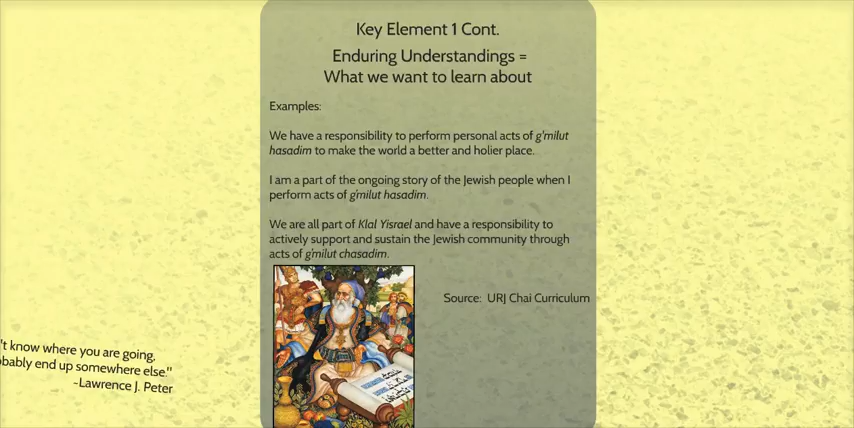 Key Element 1 Cont.
Enduring Understandings =
What we want to learn about
Examples:
We have a responsibility to perform personal acts of g'milut
hasadim to make the world a better and holier place.
I am a part of the ongoing story of the Jewish people when I
perform acts of g'milut hasadim.
We are all part of Klal Yisrael and have a responsibility to
actively support and sustain the Jewish community through
acts of g'milut chasadim.
Source: URJ Chai Curriculum
't know where you are going,
bably end up somewhere else."
-Lawrence J. Peter